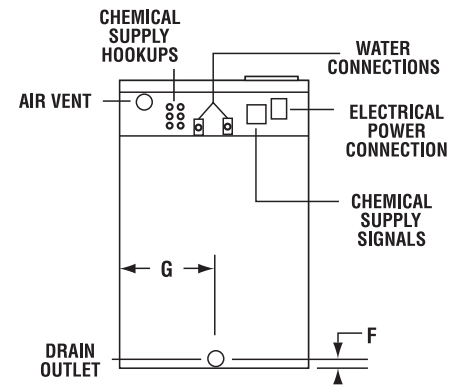 CHEMICAL
SUPPLY
HOOKUPS
WATER
CONNECTIONS
AIR VENT
ELECTRICAL
POWER
CONNECTION
CHEMICAL
SUPPLY
SIGNALS
G
F
DRAIN
OUTLET